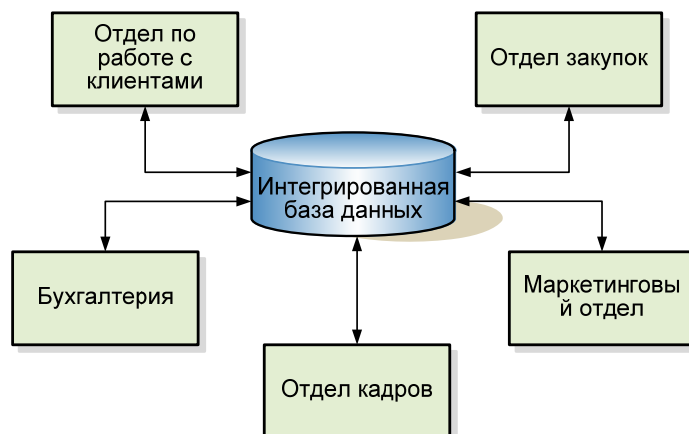 Отдел по
работе с
клиентами
Отдел закупок
Интегрированная
база данных
Бухгалтерия
Маркетинговы
й отдел
Отдел кадров